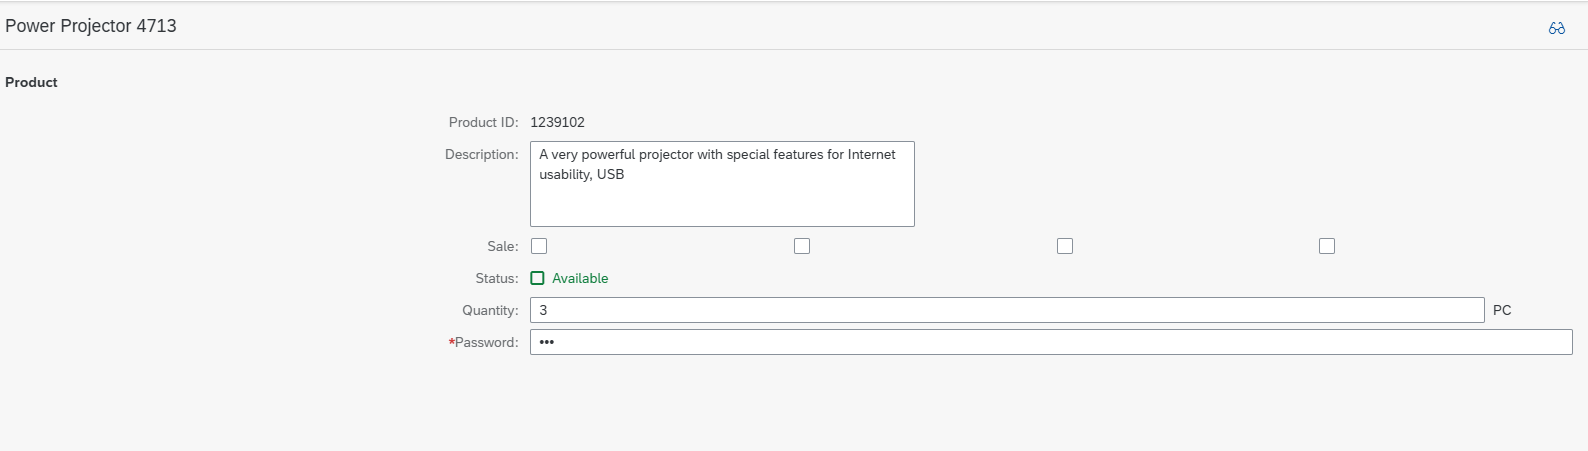 Power Projector 4713
Product
Product ID: 1239102
Description: A very powerful projector with special features for Internet
usability, USB
Sale:
Status: Available
Quantity: 3 PC
*Password: •••